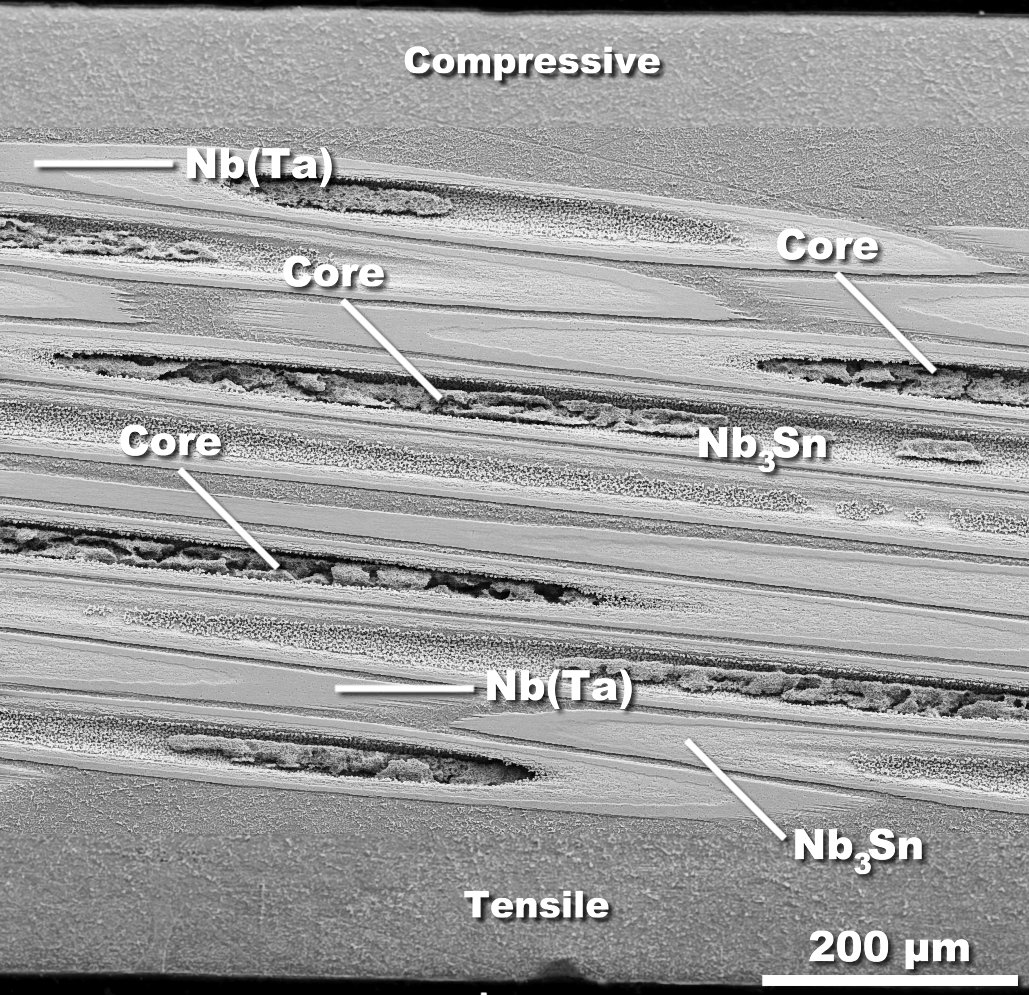 Compressive
Nb(Ta)
Core
Core
Nb₃Sn
Core
Nb(Ta)
Nb₃Sn
Tensile
200 µm